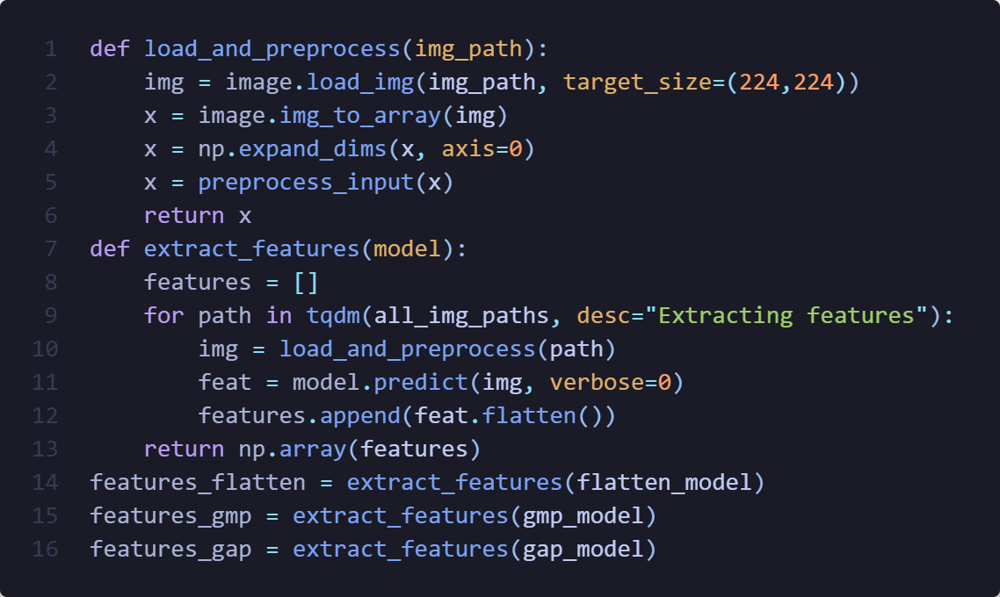 1 def load_and_preprocess(img_path):
2     img = image.load_img(img_path, target_size=(224,224))
3     x = image.img_to_array(img)
4     x = np.expand_dims(x, axis=0)
5     x = preprocess_input(x)
6     return x
7 def extract_features(model):
8     features = []
9     for path in tqdm(all_img_paths, desc="Extracting features"):
10         img = load_and_preprocess(path)
11         feat = model.predict(img, verbose=0)
12         features.append(feat.flatten())
13     return np.array(features)
14 features_flatten = extract_features(flatten_model)
15 features_gmp = extract_features(gmp_model)
16 features_gap = extract_features(gap_model)